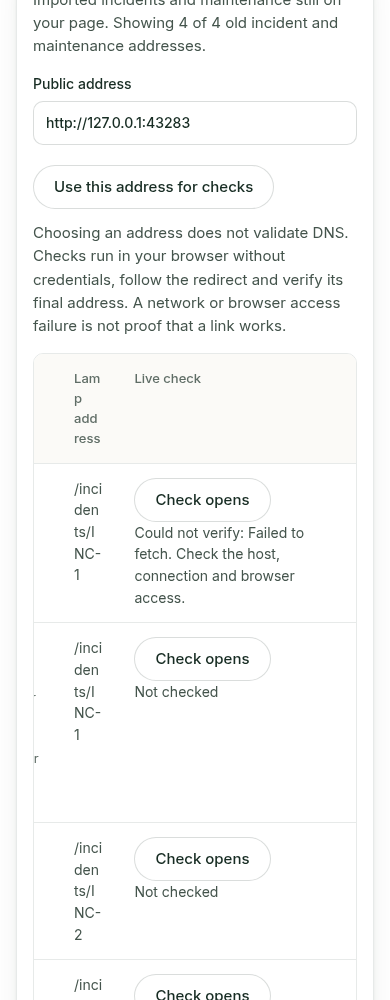 imported incidents and maintenance still on
your page. Showing 4 of 4 old incident and
maintenance addresses.
Public address
http://127.0.0.1:43283
Use this address for checks
Choosing an address does not validate DNS.
Checks run in your browser without
credentials, follow the redirect and verify its
final address. A network or browser access
failure is not proof that a link works.
Lam
p
add
ress
Live check
/inci
den
ts/I
NC-
1
Check opens
Could not verify: Failed to
fetch. Check the host,
connection and browser
access.
r
/inci
den
ts/I
NC-
1
Check opens
Not checked
/inci
den
ts/I
NC-
2
Check opens
Not checked
/inci
Check opens